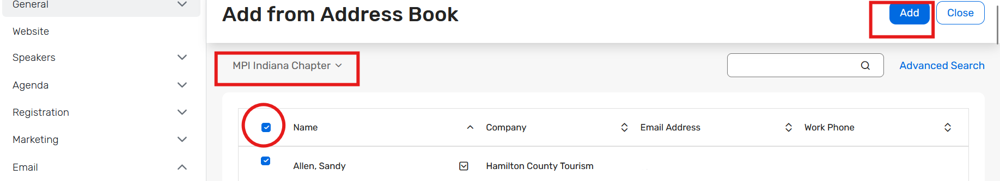 General
Website
Speakers
Agenda
Registration
Marketing
Email
Add from Address Book
Add
Close
MPI Indiana Chapter
Advanced Search
Name Company Email Address Work Phone
Allen, Sandy Hamilton County Tourism